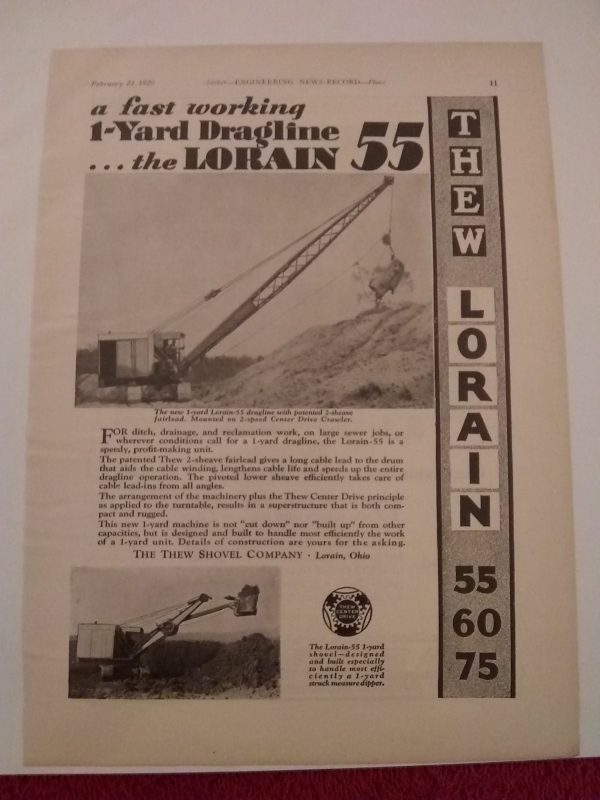 February 21, 1929
ENGINEERING NEWS-RECORD
11
a fast working
1-Yard Dragline
...the LORAIN 55
The new 1-yard Lorain-55 dragline with patented 2-sheave
fairlead. Mounted on 2-speed Center Drive Crawler.
FOR ditch, drainage, and reclamation work, on large sewer jobs, or
wherever conditions call for a 1-yard dragline, the Lorain-55 is a
speedy, profit-making unit.
The patented Thew 2-sheave fairlead gives a long cable lead to the drum
that aids the cable winding, lengthens cable life and speeds up the entire
dragline operation. The pivoted lower sheave efficiently takes care of
cable lead-ins from all angles.
The arrangement of the machinery plus the Thew Center Drive principle
as applied to the turntable, results in a superstructure that is both com-
pact and rugged.
This new 1-yard machine is not "cut down" nor "built up" from other
capacities, but is designed and built to handle most efficiently the work
of a 1-yard unit. Details of construction are yours for the asking.
THE THEW SHOVEL COMPANY · Lorain, Ohio
THEW
CENTER
DRIVE
The Lorain-55 1-yard
shovel—designed
and built especially
to handle most effi-
ciently a 1-yard
struck measure dipper.
THEW
LORAIN
55
60
75